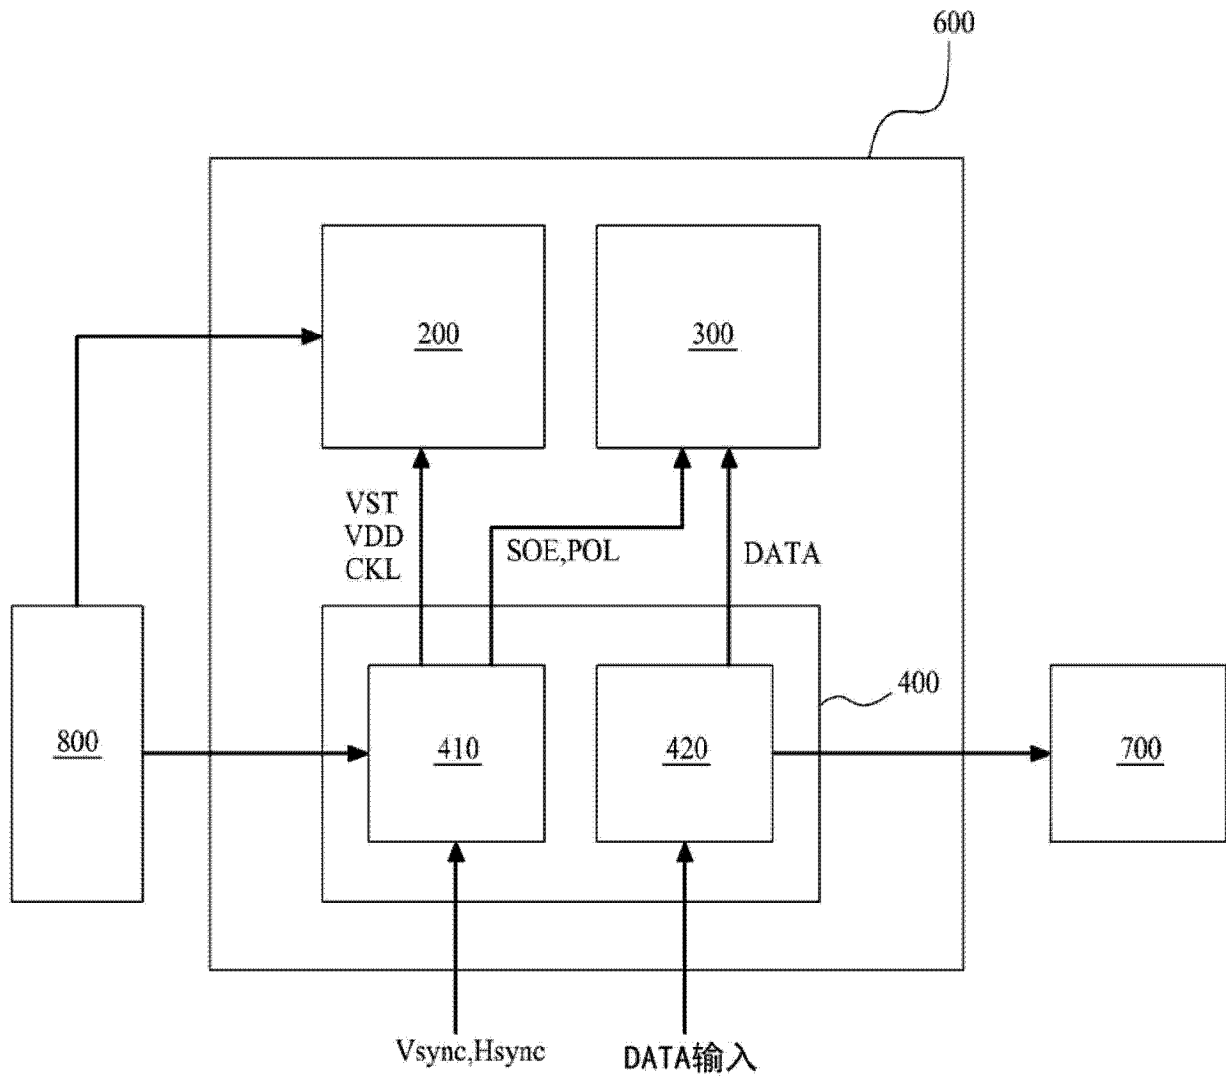 600
200
300
VST
VDD
CKL
SOE,POL
DATA
400
800
410
420
700
Vsync,Hsync
DATA输入